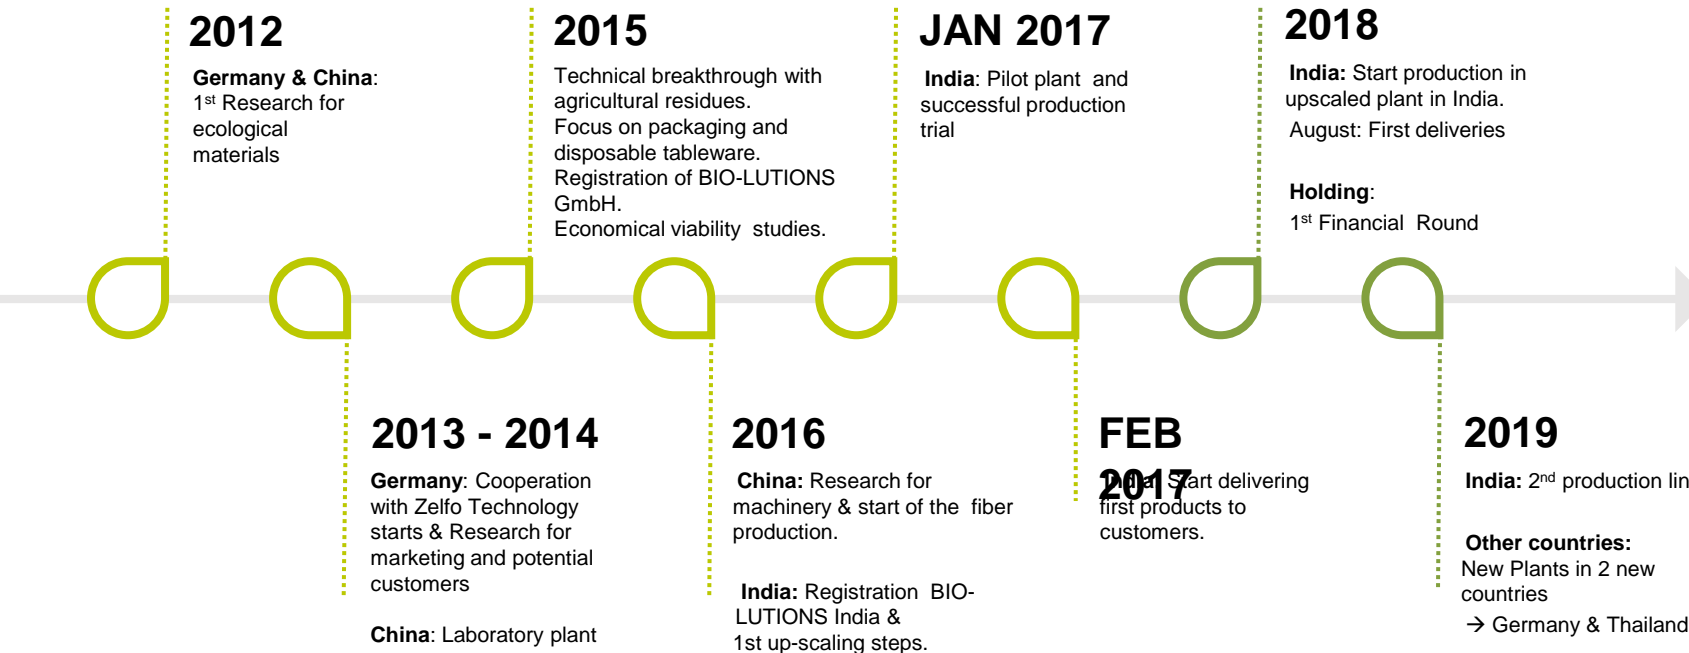 2012
Germany & China:
1st Research for
ecological
materials
2015
Technical breakthrough with
agricultural residues.
Focus on packaging and
disposable tableware.
Registration of BIO-LUTIONS
GmbH.
Economical viability studies.
JAN 2017
India: Pilot plant and
successful production
trial
2018
India: Start production in
upscaled plant in India.
August: First deliveries
Holding:
1st Financial Round
2013 - 2014
Germany: Cooperation
with Zelfo Technology
starts & Research for
marketing and potential
customers
China: Laboratory plant
2016
China: Research for
machinery & start of the fiber
production.
India: Registration BIO-
LUTIONS India &
1st up-scaling steps.
FEB
2017
India: Start delivering
first products to
customers.
2019
India: 2nd production lin
Other countries:
New Plants in 2 new
countries
→ Germany & Thailand